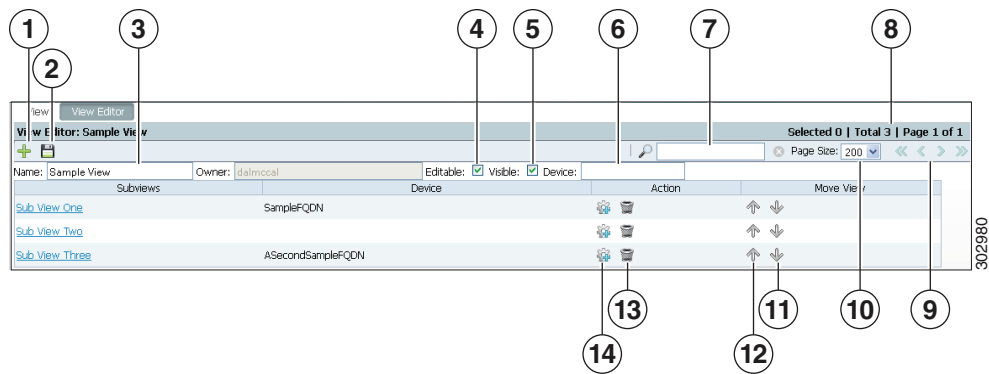 1 2 3 4 5 6 7 8
View View Editor
View Editor: Sample View Selected 0 | Total 3 | Page 1 of 1
Page Size: 200
Name: Sample View Owner: dalmccal Editable: Visible: Device:
Subviews Device Action Move View
Sub View One SampleFQDN
Sub View Two
Sub View Three ASecondSampleFQDN
302980
14 13 12 11 10 9